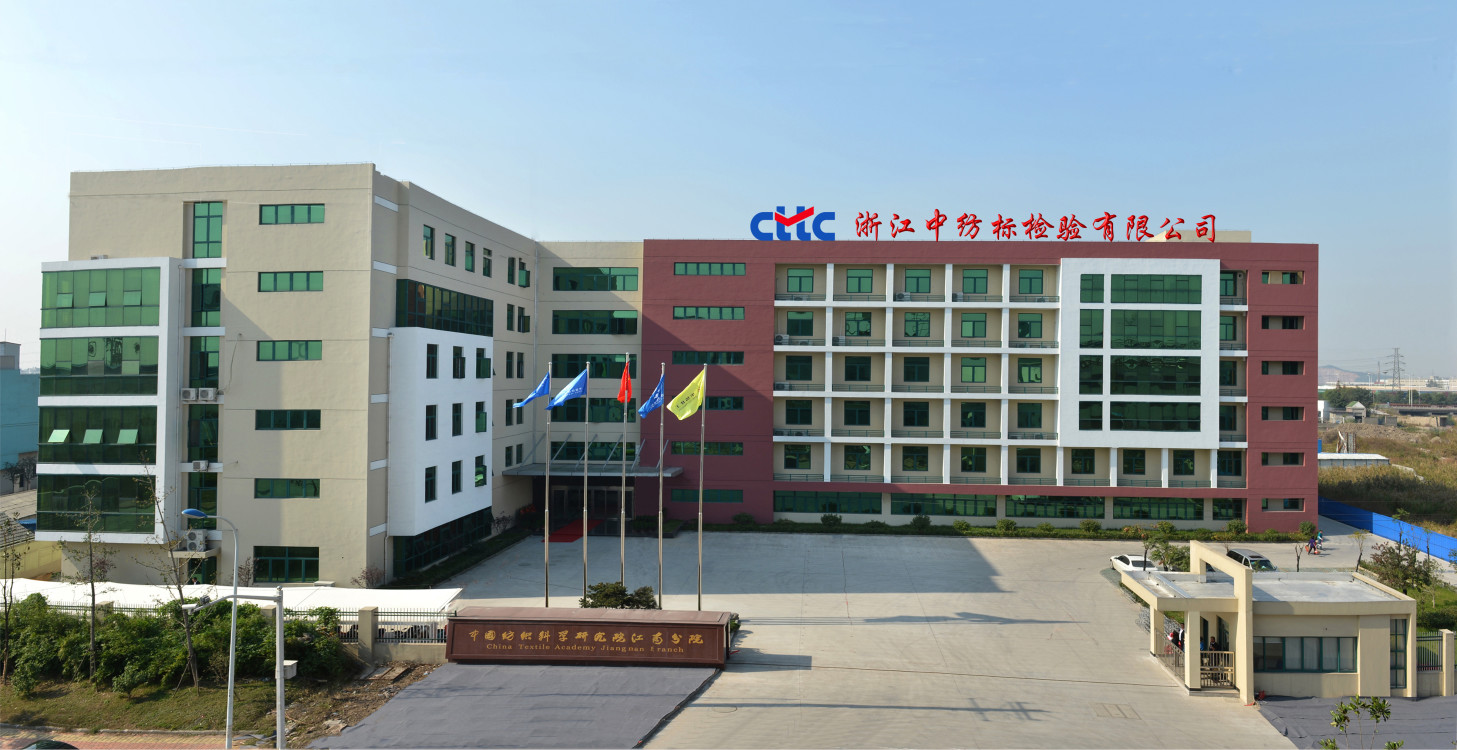 cttc 浙江中纺标检验有限公司
中国纺织科学研究院江南分院
China Textile Academy Jiangnan Branch